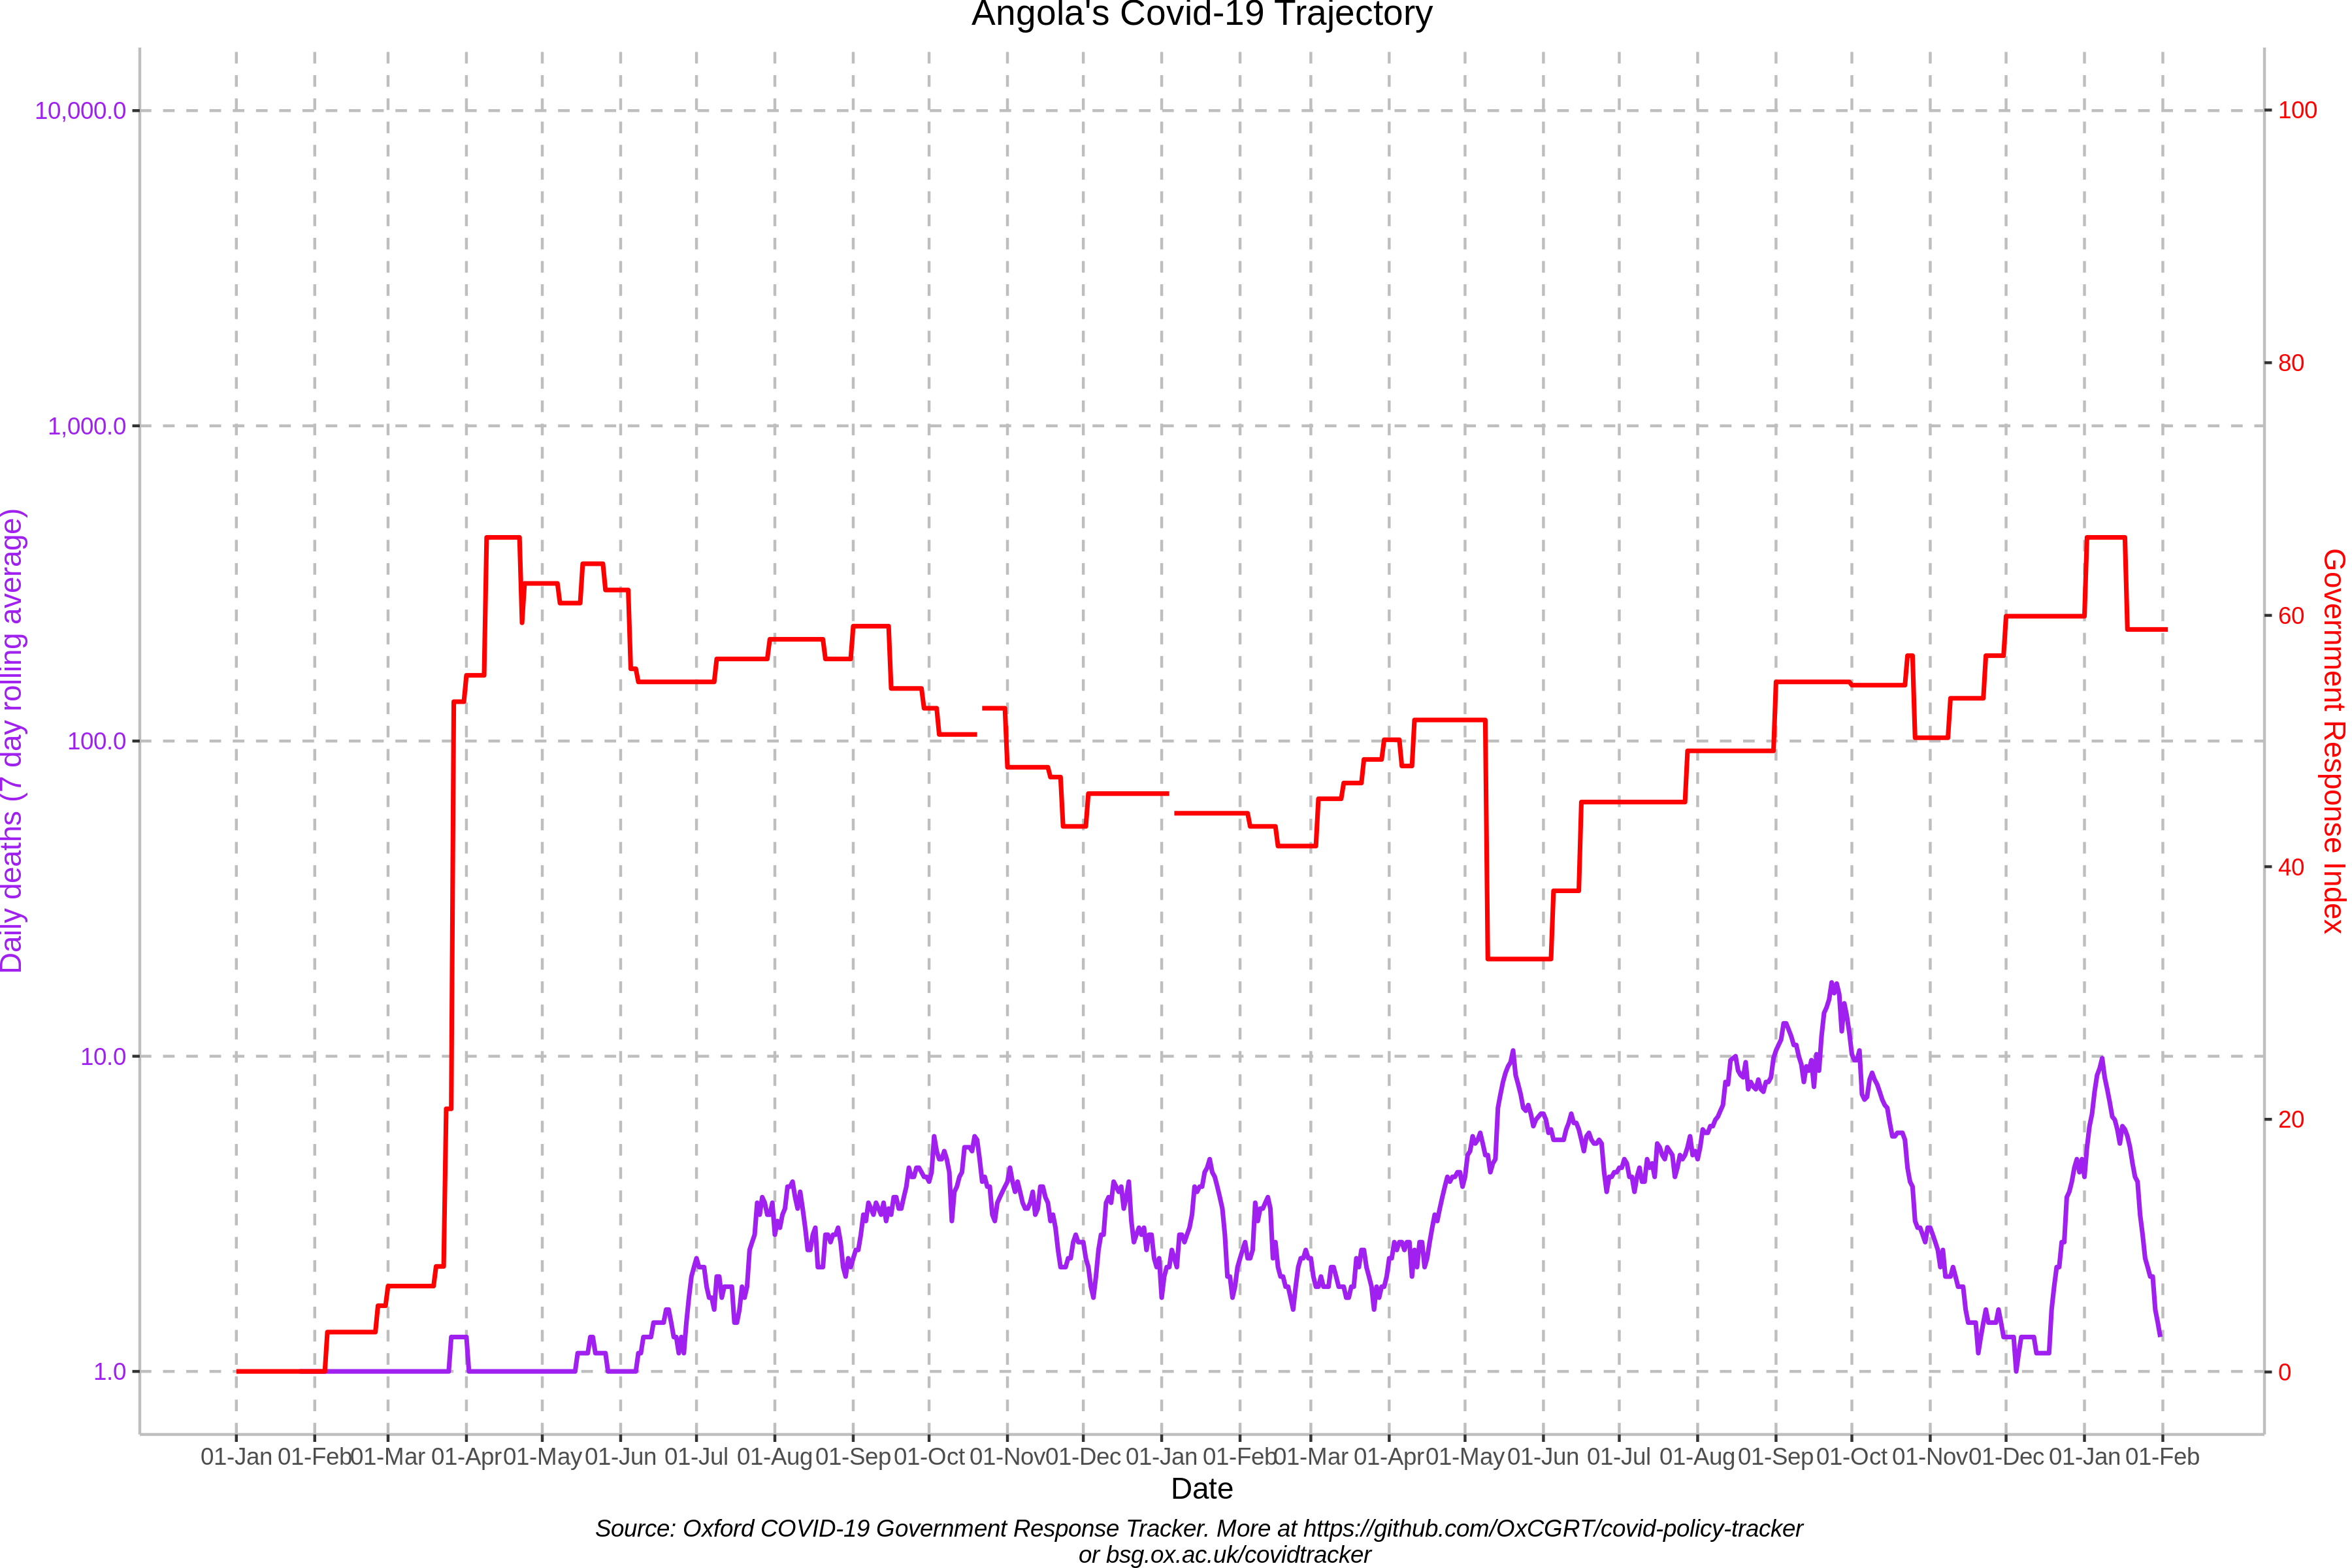 Angola's Covid-19 Trajectory
10,000.0
1,000.0
100.0
10.0
1.0
Daily deaths (7 day rolling average)
100
80
60
40
20
0
Government Response Index
01-Jan 01-Feb 01-Mar 01-Apr 01-May 01-Jun 01-Jul 01-Aug 01-Sep 01-Oct 01-Nov 01-Dec 01-Jan 01-Feb 01-Mar 01-Apr 01-May 01-Jun 01-Jul 01-Aug 01-Sep 01-Oct 01-Nov 01-Dec 01-Jan 01-Feb
Date
Source: Oxford COVID-19 Government Response Tracker. More at https://github.com/OxCGRT/covid-policy-tracker
or bsg.ox.ac.uk/covidtracker